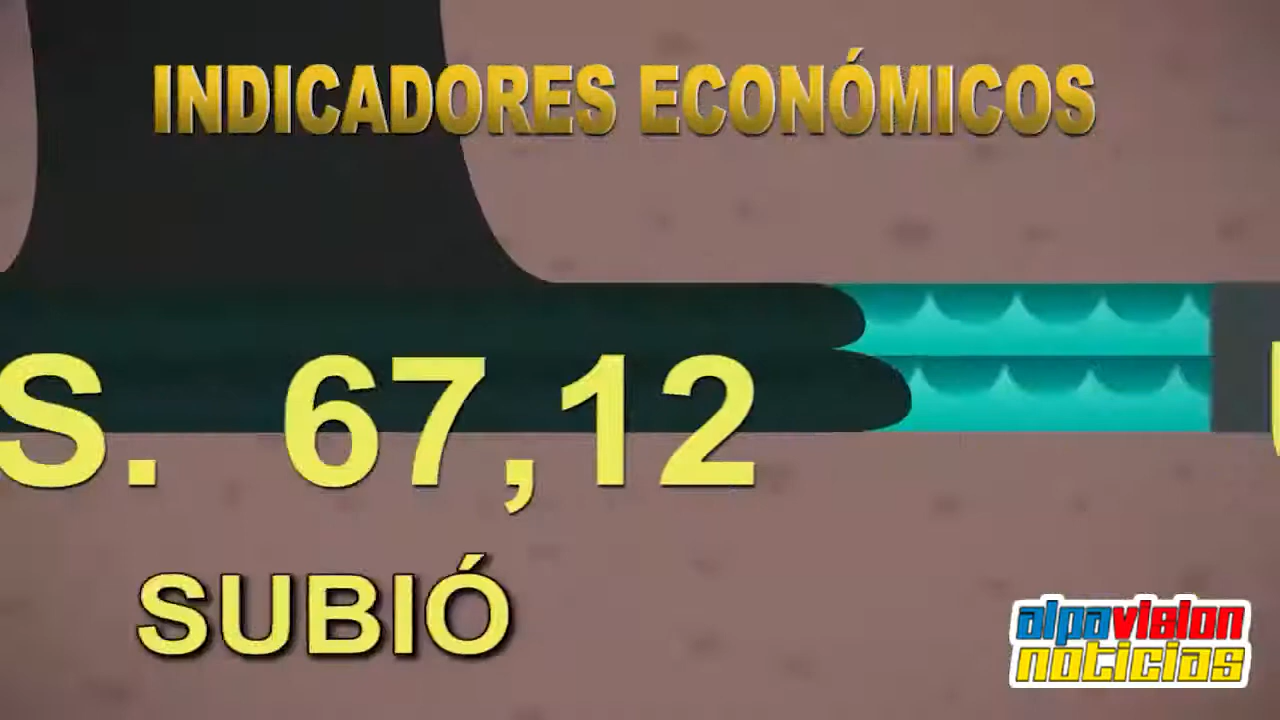 INDICADORES ECONÓMICOS
S. 67,12
SUBIÓ
alpavision
noticias